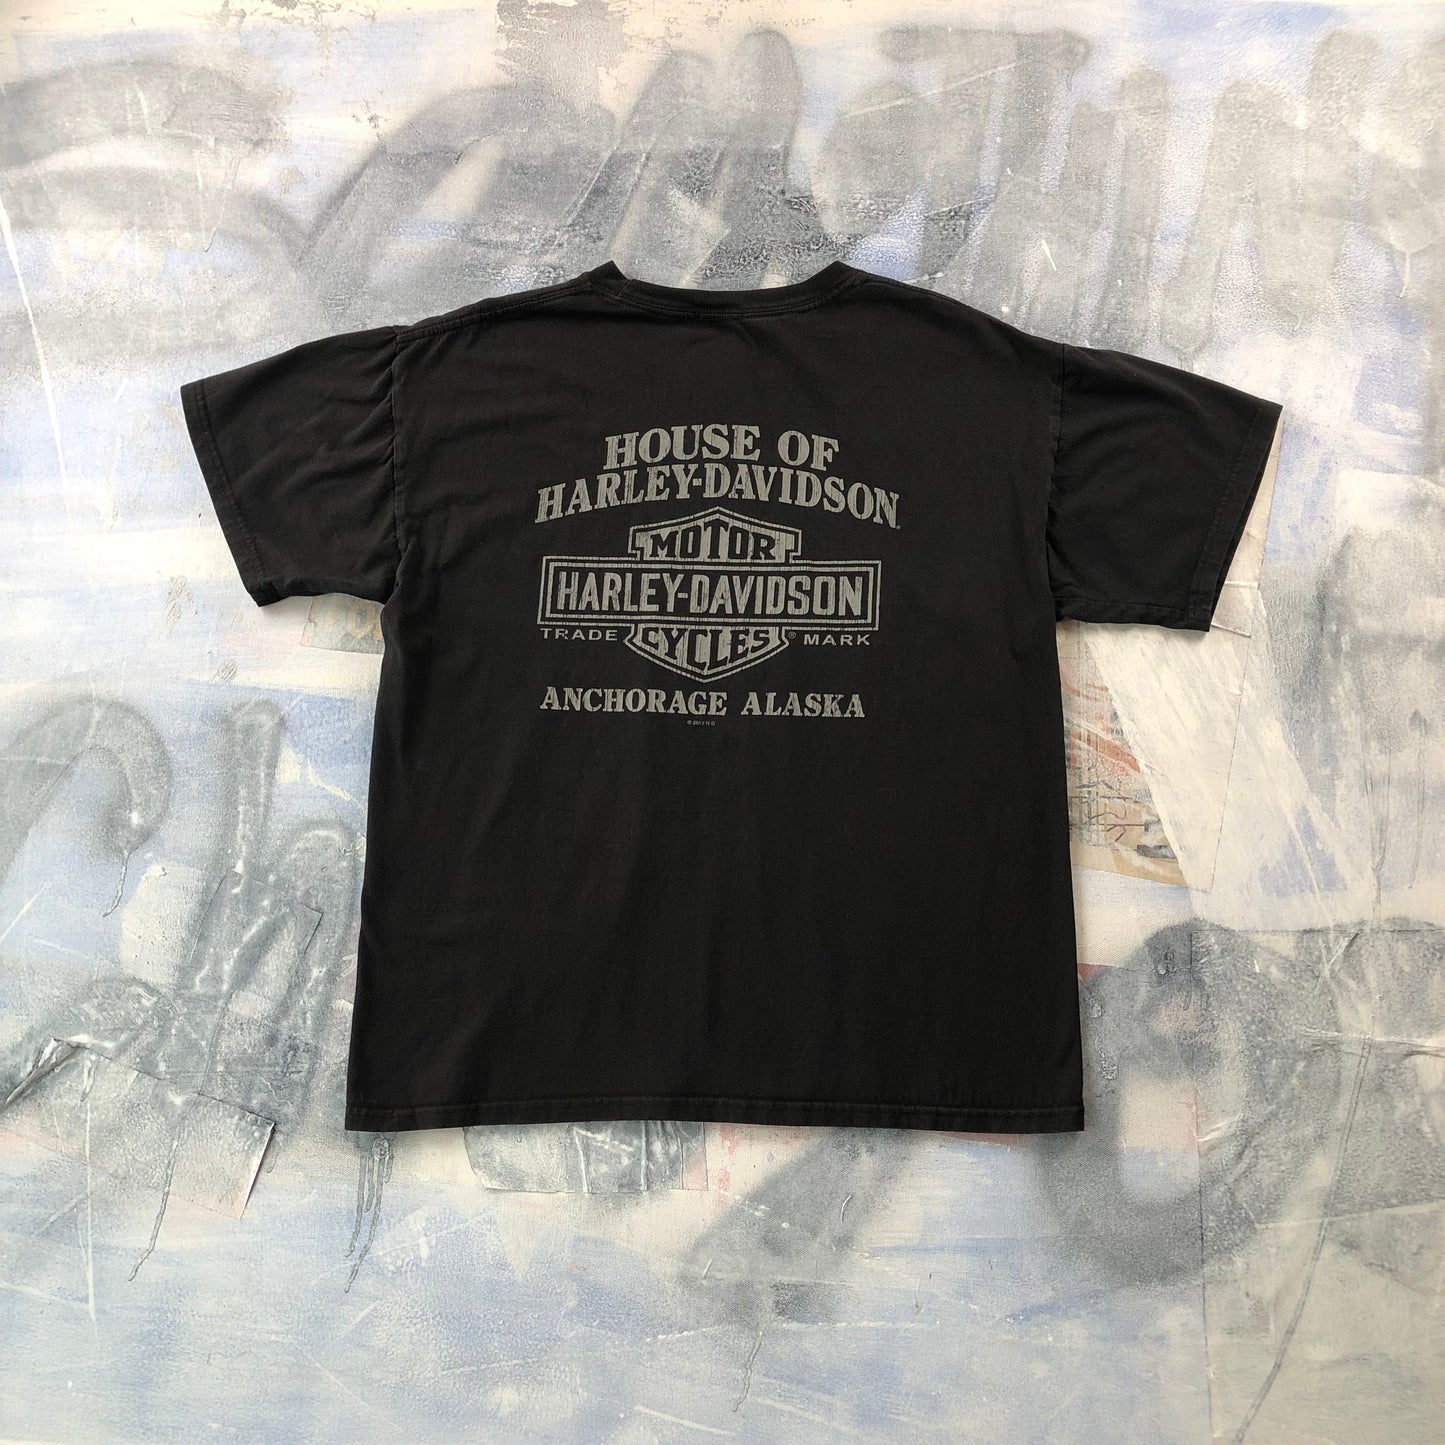 HOUSE OF
HARLEY-DAVIDSON
MOTOR
HARLEY-DAVIDSON
TRADE CYCLES ® MARK
ANCHORAGE ALASKA